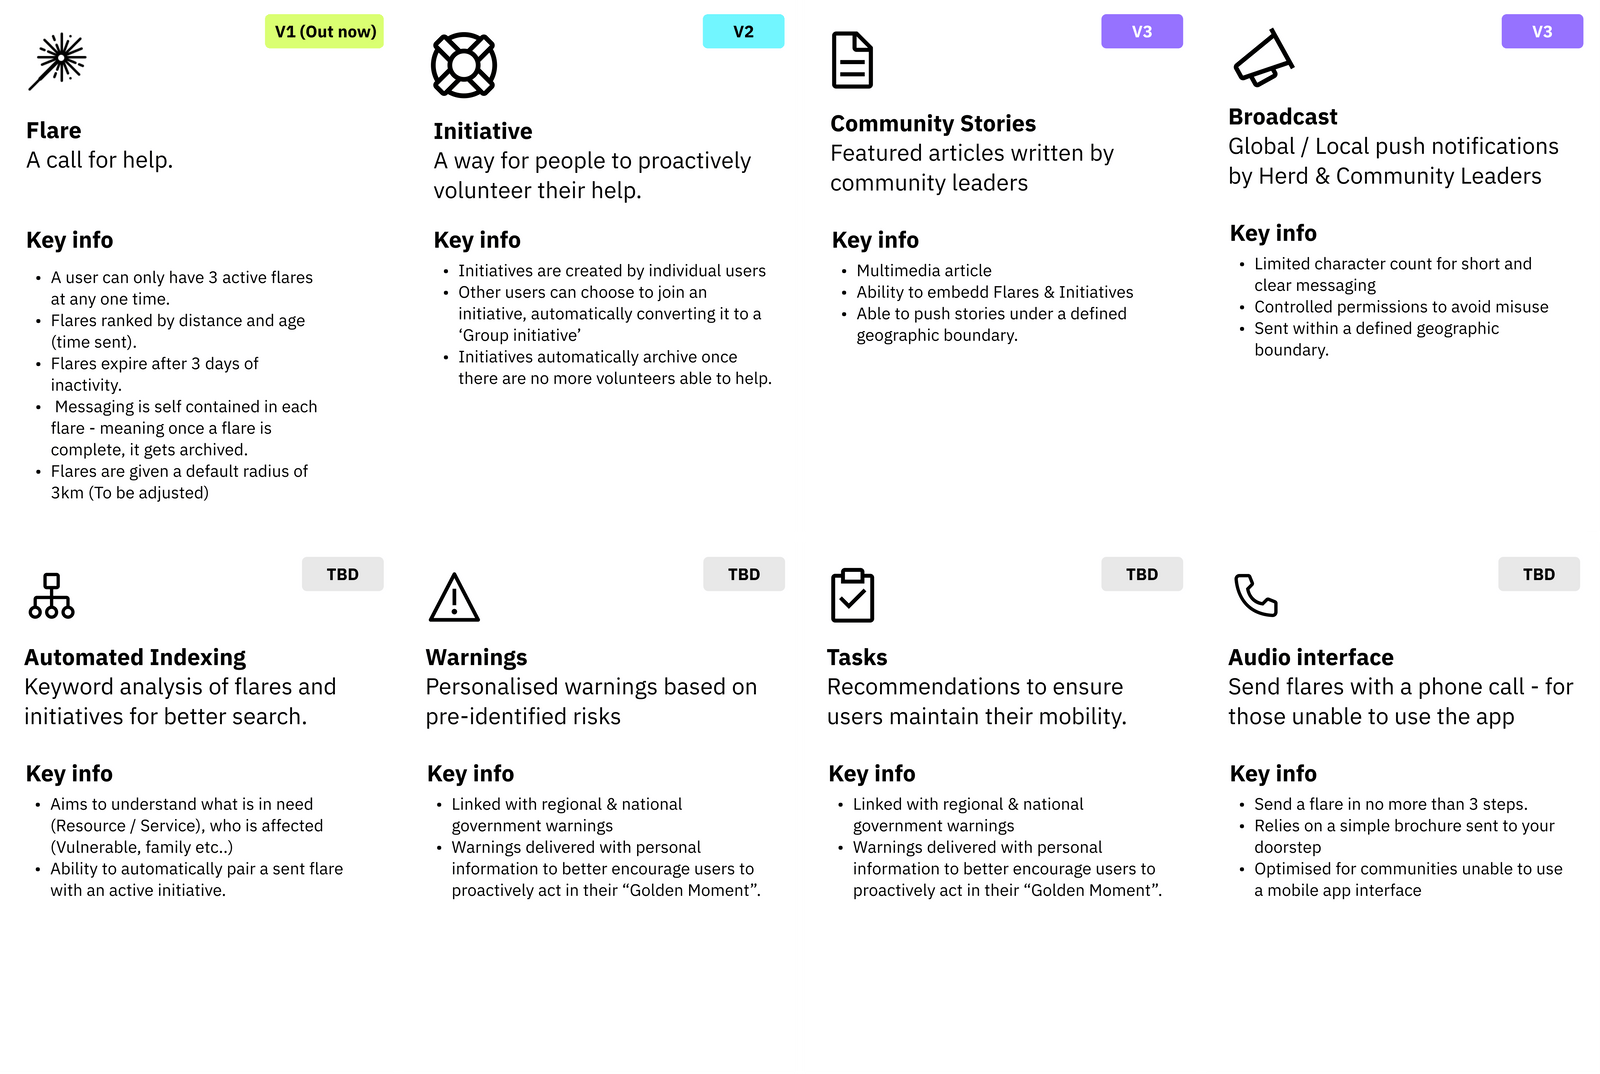 V1 (Out now)
Flare
A call for help.
Key info
• A user can only have 3 active flares
at any one time.
• Flares ranked by distance and age
(time sent).
• Flares expire after 3 days of
inactivity.
• Messaging is self contained in each
flare - meaning once a flare is
complete, it gets archived.
• Flares are given a default radius of
3km (To be adjusted)
V2
Initiative
A way for people to proactively
volunteer their help.
Key info
• Initiatives are created by individual users
• Other users can choose to join an
initiative, automatically converting it to a
‘Group initiative’
• Initiatives automatically archive once
there are no more volunteers able to help.
V3
Community Stories
Featured articles written by
community leaders
Key info
• Multimedia article
• Ability to embedd Flares & Initiatives
• Able to push stories under a defined
geographic boundary.
V3
Broadcast
Global / Local push notifications
by Herd & Community Leaders
Key info
• Limited character count for short and
clear messaging
• Controlled permissions to avoid misuse
• Sent within a defined geographic
boundary.
TBD
Automated Indexing
Keyword analysis of flares and
initiatives for better search.
Key info
• Aims to understand what is in need
(Resource / Service), who is affected
(Vulnerable, family etc..)
• Ability to automatically pair a sent flare
with an active initiative.
TBD
Warnings
Personalised warnings based on
pre-identified risks
Key info
• Linked with regional & national
government warnings
• Warnings delivered with personal
information to better encourage users to
proactively act in their “Golden Moment”.
TBD
Tasks
Recommendations to ensure
users maintain their mobility.
Key info
• Linked with regional & national
government warnings
• Warnings delivered with personal
information to better encourage users to
proactively act in their “Golden Moment”.
TBD
Audio interface
Send flares with a phone call - for
those unable to use the app
Key info
• Send a flare in no more than 3 steps.
• Relies on a simple brochure sent to your
doorstep
• Optimised for communities unable to use
a mobile app interface